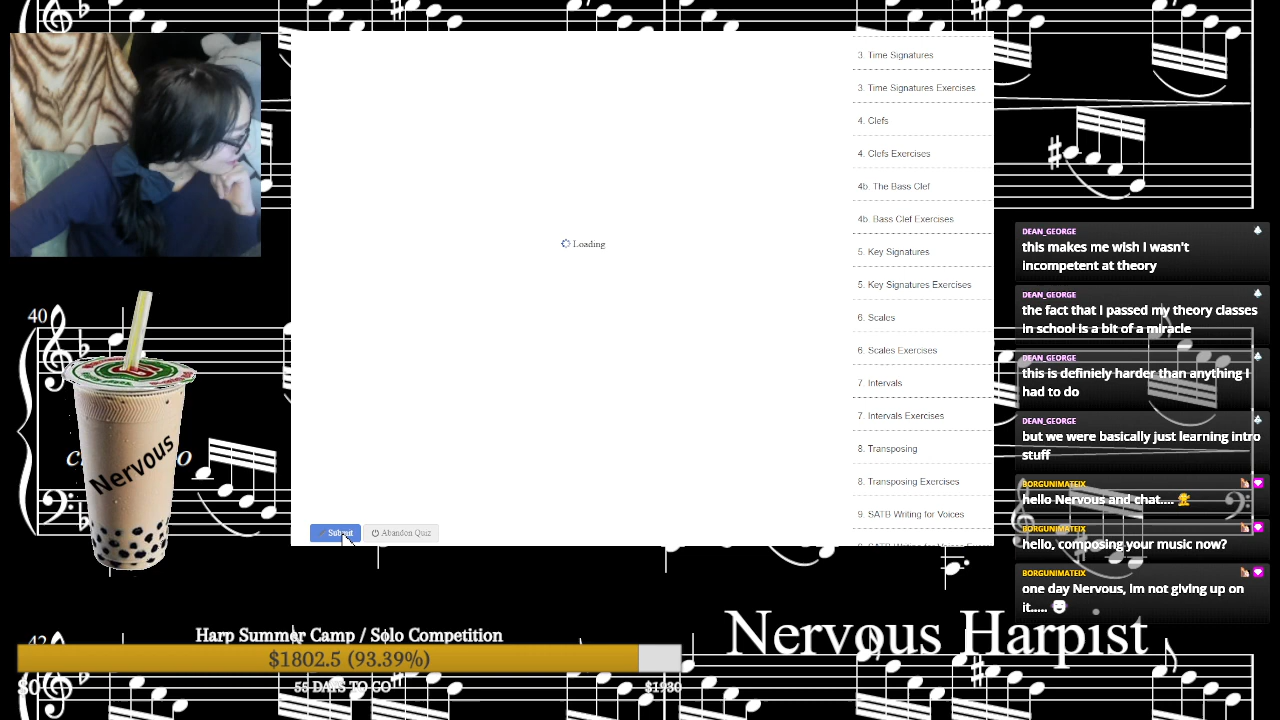 3. Time Signatures
3. Time Signatures Exercises
4. Clefs
4. Clefs Exercises
4b. The Bass Clef
4b. Bass Clef Exercises
5. Key Signatures
5. Key Signatures Exercises
6. Scales
6. Scales Exercises
7. Intervals
7. Intervals Exercises
8. Transposing
8. Transposing Exercises
9. SATB Writing for Voices
Loading
Submit
Abandon Quiz
DEAN_GEORGE
this makes me wish I wasn't
incompetent at theory
DEAN_GEORGE
the fact that I passed my theory classes
in school is a bit of a miracle
DEAN_GEORGE
this is definiely harder than anything I
had to do
DEAN_GEORGE
but we were basically just learning intro
stuff
BORGUNIMATEIX
hello Nervous and chat....
BORGUNIMATEIX
hello, composing your music now?
BORGUNIMATEIX
one day Nervous, im not giving up on
it.....
40
Nervous
Harp Summer Camp / Solo Competition
$1802.5 (93.39%)
$0
55 DAYS TO GO
$1930
Nervous Harpist